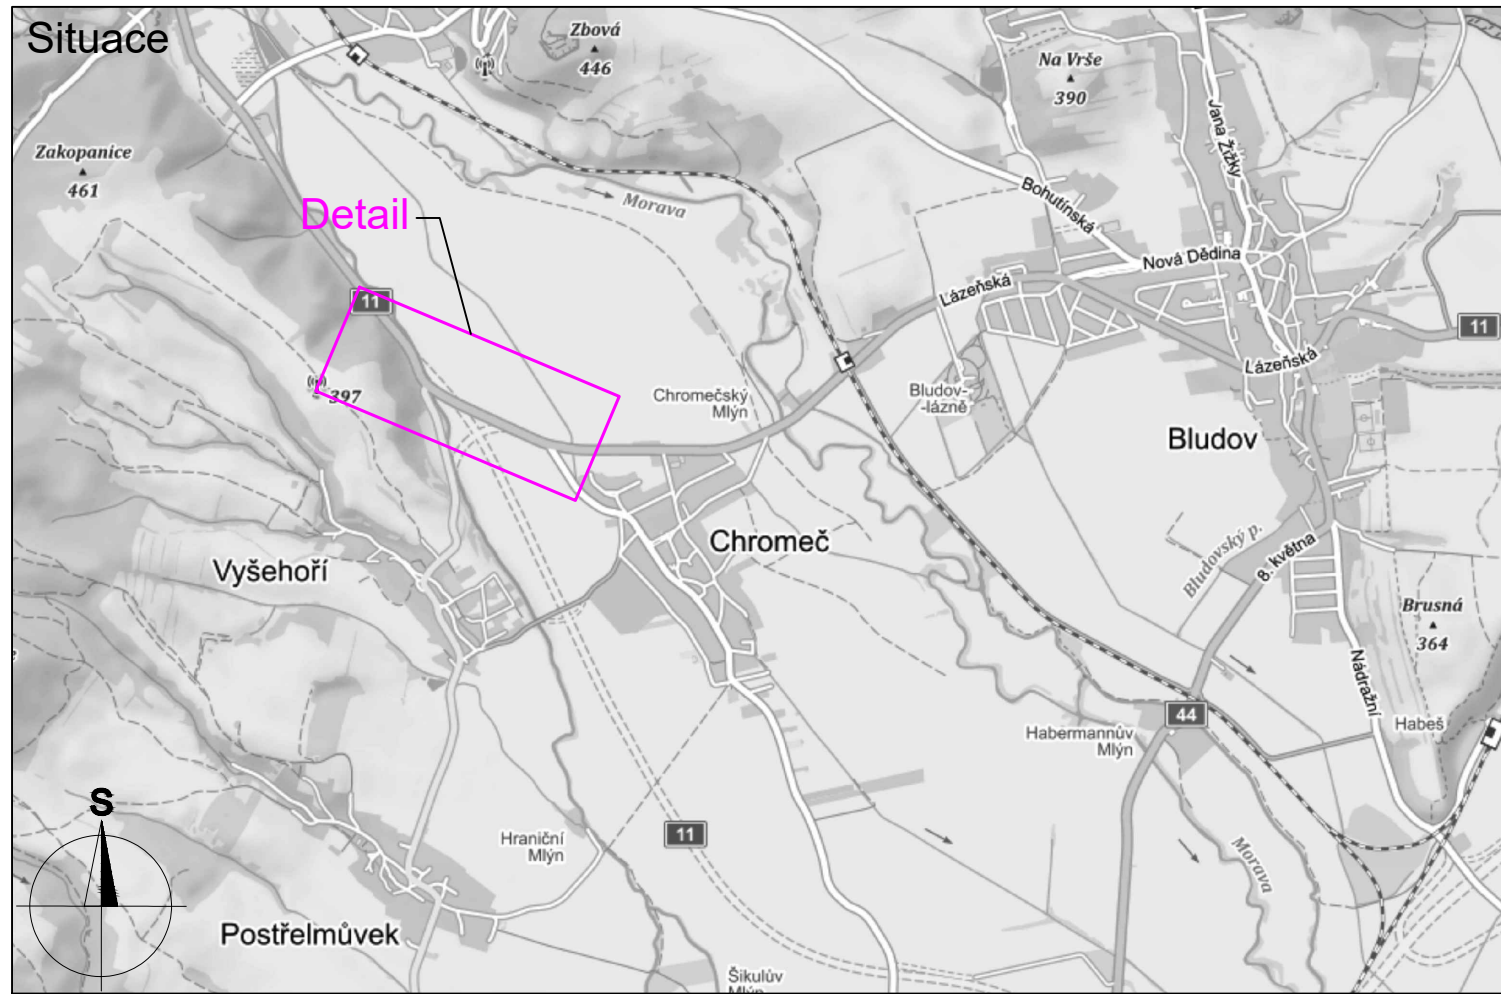 Situace
Zbová
446
Na Vrše
390
Jana Žižky
Zakopanice
461
Morava
Bohutínská
Detail
Nová Dědina
11
Lázeňská
11
Lázeňská
397
Chromečský
Mlýn
Bludov-
-lázně
Bludov
Chromeč
Vyšehoří
Bludovský p.
8. května
Brusná
364
Nádražní
44
Habermannův
Mlýn
Habeš
S
Hraniční
Mlýn
11
Morava
Postřelmůvek
Šikulův
Mlýn